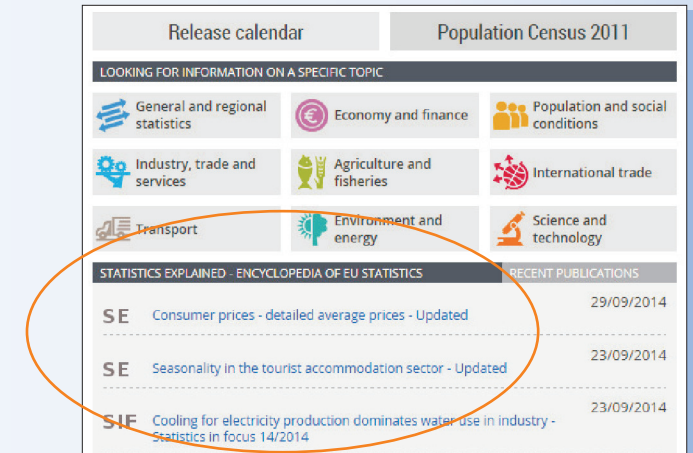 Release calendar Population Census 2011
LOOKING FOR INFORMATION ON A SPECIFIC TOPIC
General and regional
statistics
Economy and finance
Population and social
conditions
Industry, trade and
services
Agriculture and
fisheries
International trade
Transport
Environment and
energy
Science and
technology
STATISTICS EXPLAINED - ENCYCLOPEDIA OF EU STATISTICS RECENT PUBLICATIONS
29/09/2014
SE Consumer prices - detailed average prices - Updated
23/09/2014
SE Seasonality in the tourist accommodation sector - Updated
23/09/2014
SIF Cooling for electricity production dominates water use in industry -
Statistics in focus 14/2014